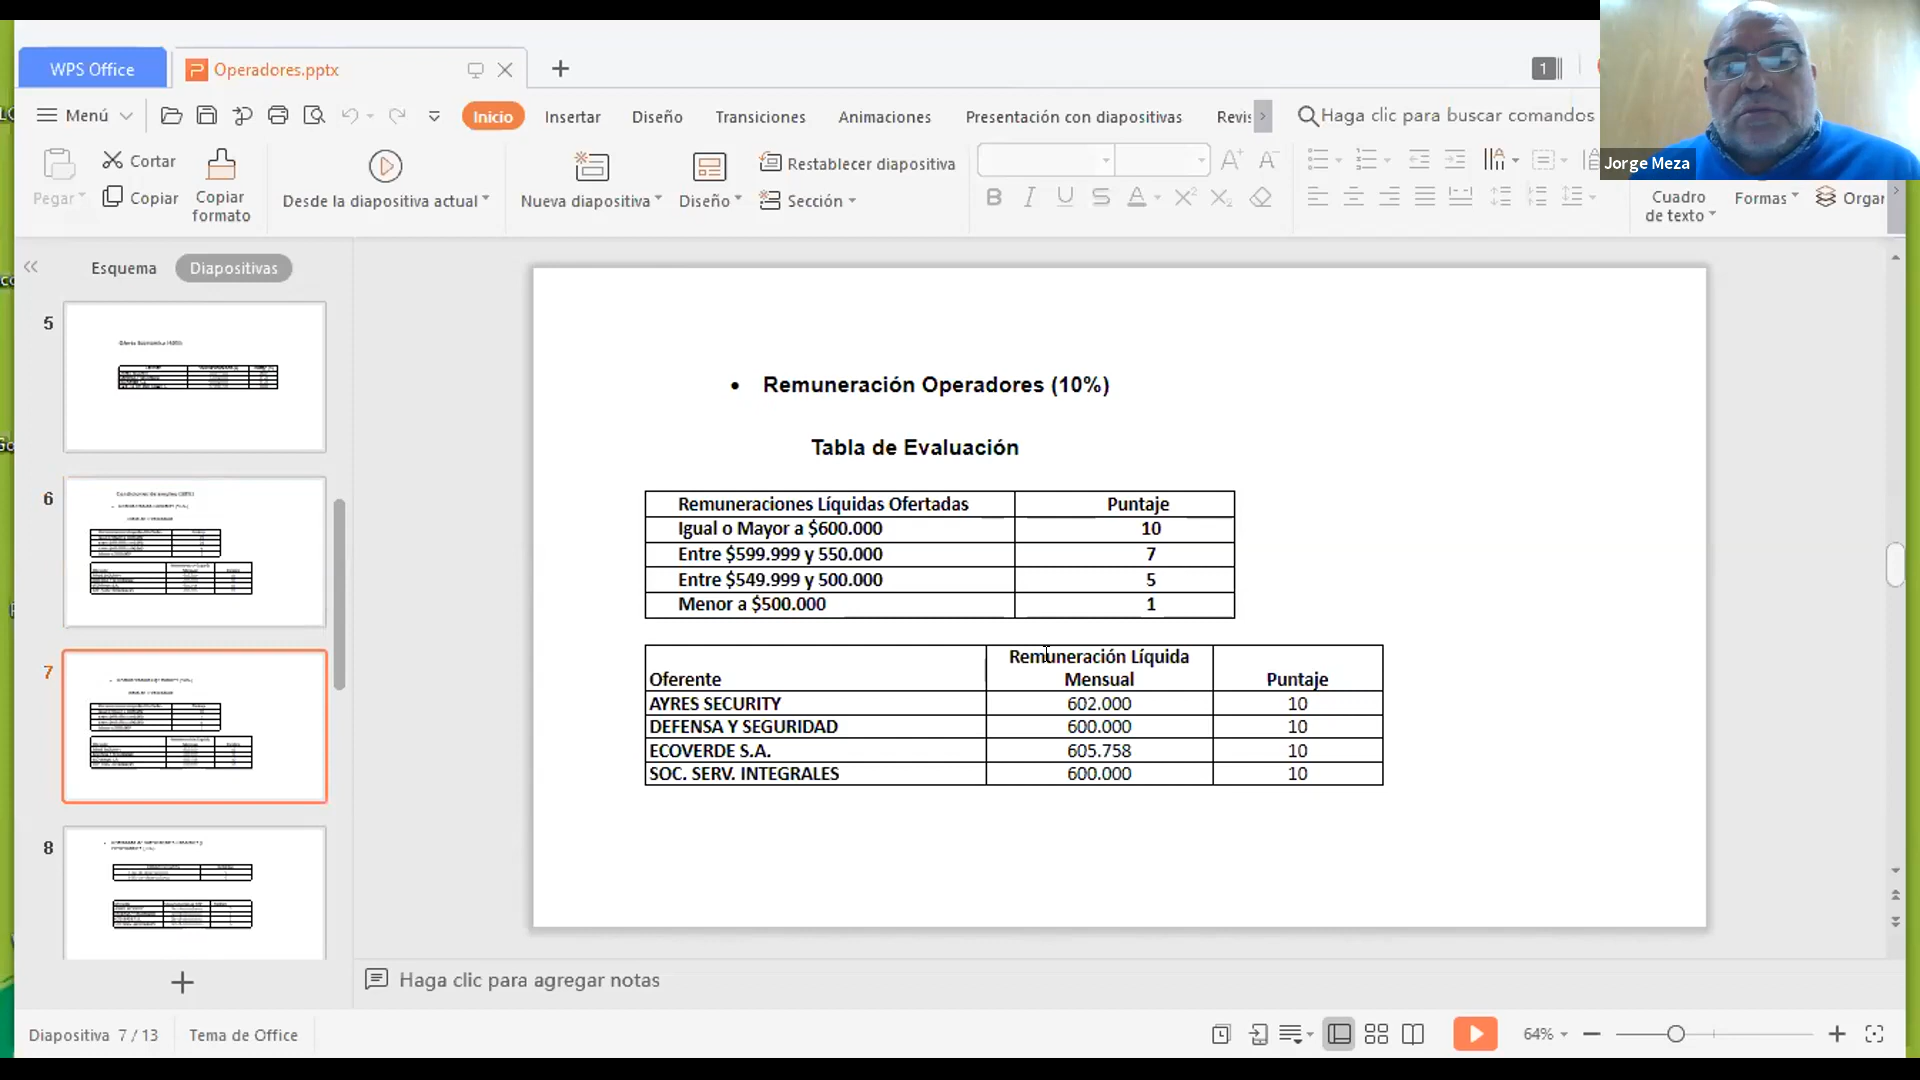 WPS Office
Operadores.pptx
1
Menú
Inicio
Insertar
Diseño
Transiciones
Animaciones
Presentación con diapositivas
Revis
Haga clic para buscar comandos
Jorge Meza
Pegar
Cortar
Copiar
Copiar
formato
Desde la diapositiva actual
Nueva diapositiva
Diseño
Restablecer diapositiva
Sección
Cuadro
de texto
Formas
Organ
Esquema
Diapositivas
5
6
7
8
• Remuneración Operadores (10%)
Tabla de Evaluación
Remuneraciones Líquidas Ofertadas Puntaje
Igual o Mayor a $600.000 10
Entre $599.999 y 550.000 7
Entre $549.999 y 500.000 5
Menor a $500.000 1
Remuneración Líquida
Oferente Mensual Puntaje
AYRES SECURITY 602.000 10
DEFENSA Y SEGURIDAD 600.000 10
ECOVERDE S.A. 605.758 10
SOC. SERV. INTEGRALES 600.000 10
Haga clic para agregar notas
Diapositiva 7 / 13
Tema de Office
64%